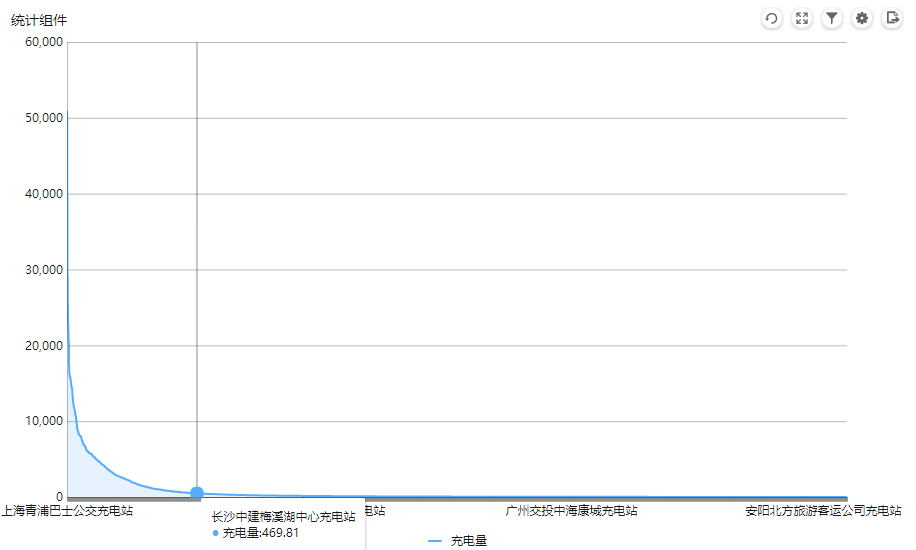 统计组件
60,000
50,000
40,000
30,000
20,000
10,000
0
上海青浦巴士公交充电站
电站
广州交投中海康城充电站
安阳北方旅游客运公司充电站
长沙中建梅溪湖中心充电站
充电量:469.81
充电量